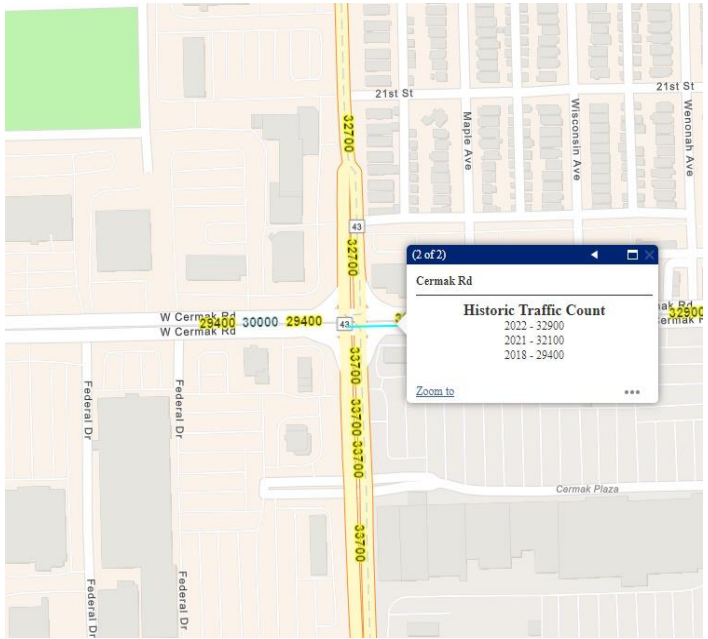 21st St
21st St
32700
Maple Ave
Wisconsin Ave
Wenonah Ave
43
32700
(2 of 2)
Cermak Rd
Historic Traffic Count
2022 - 32900
2021 - 32100
2018 - 29400
Zoom to
W Cermak Rd
29400 30000 29400
W Cermak Rd
43
32900
33700
33700
33700
33700
Federal Dr
Federal Dr
Cermak Plaza
Federal Dr
Federal Dr